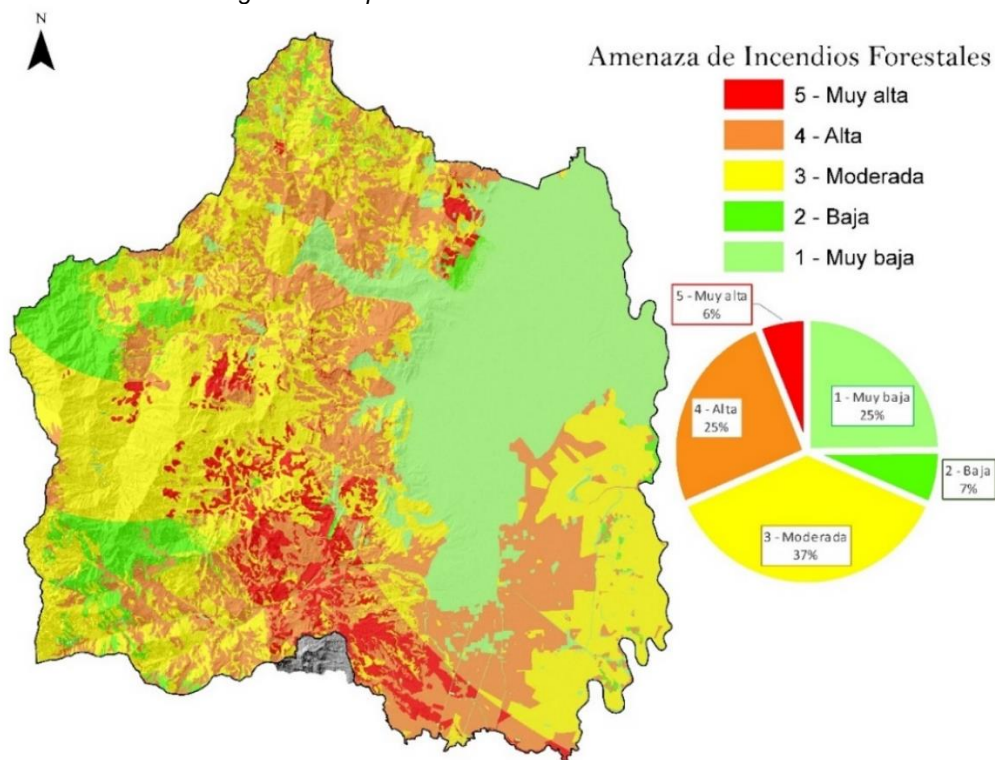 N
Amenaza de Incendios Forestales
5 - Muy alta
4 - Alta
3 - Moderada
2 - Baja
1 - Muy baja
5 - Muy alta
6%
1 - Muy baja
25%
4 - Alta
25%
2 - Baja
7%
3 - Moderada
37%